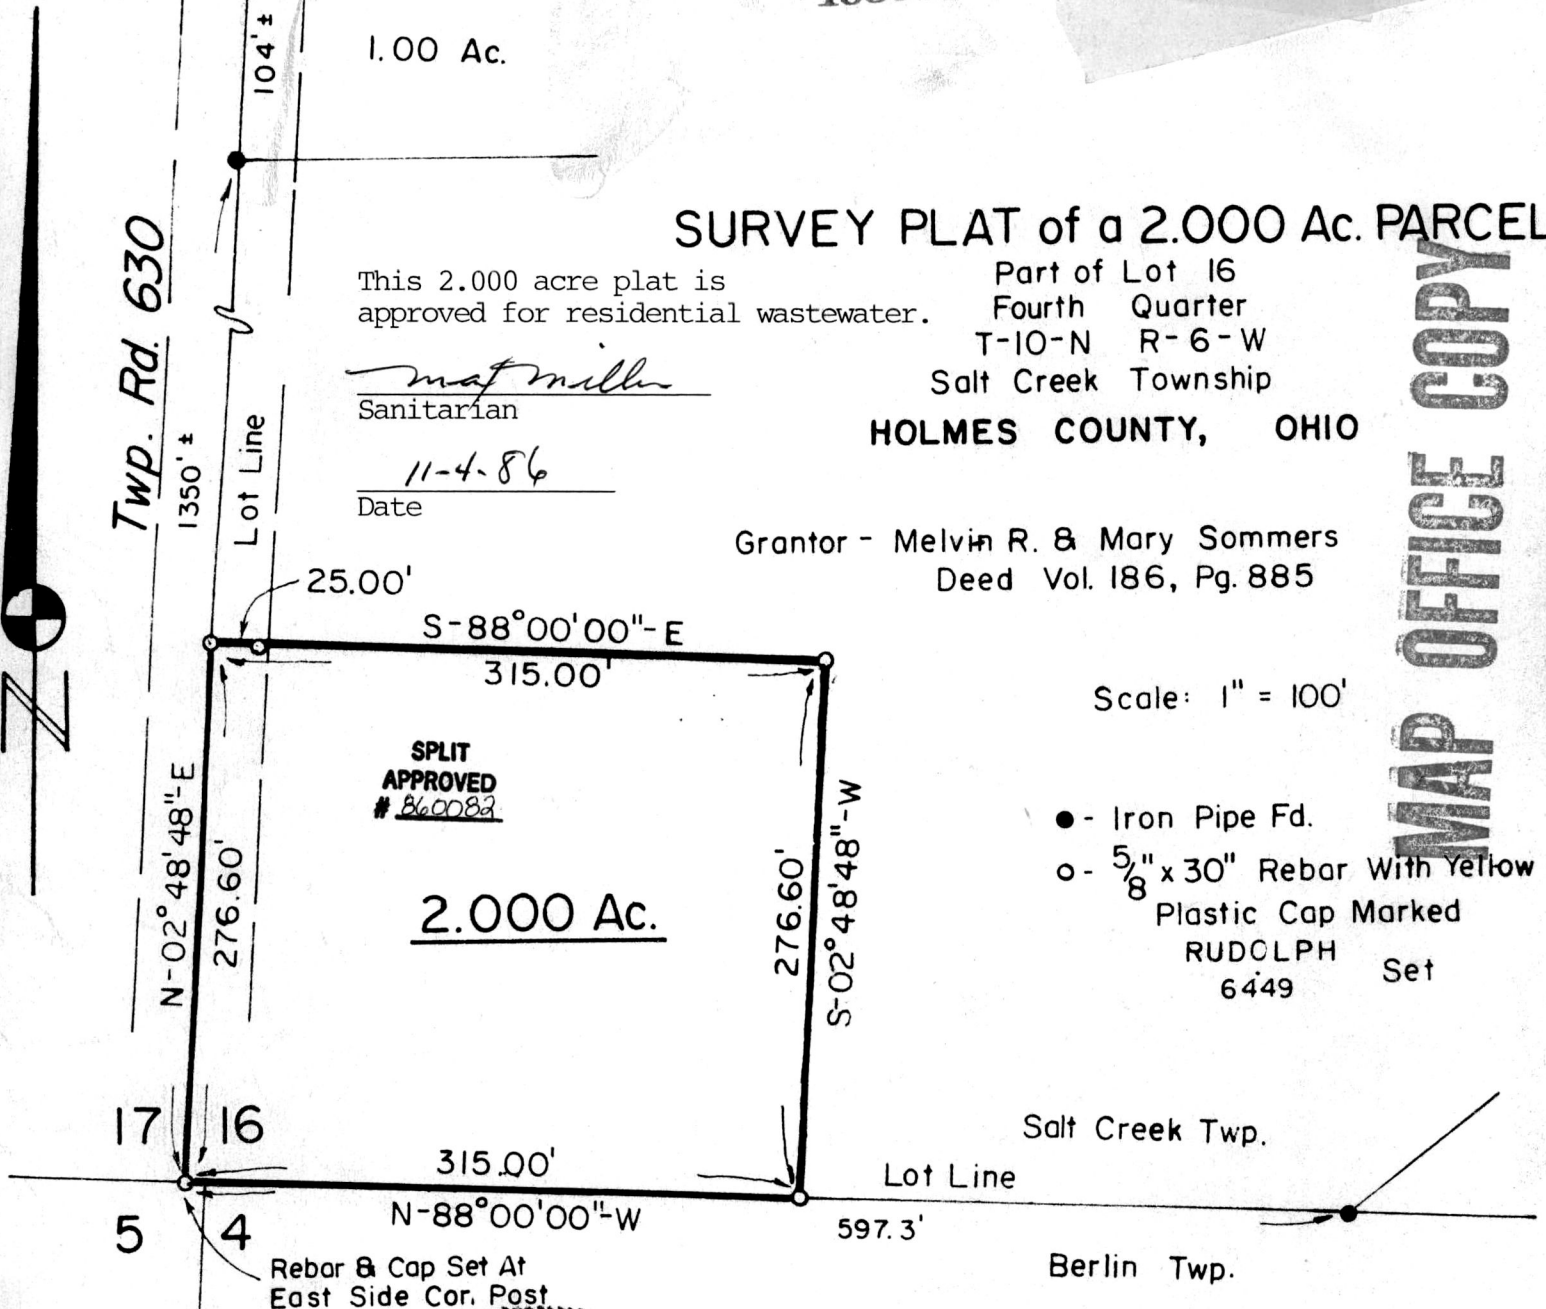 104'±
1.00 Ac.
SURVEY PLAT of a 2.000 Ac. PARCEL
Part of Lot 16
Fourth Quarter
T-10-N R-6-W
Salt Creek Township
HOLMES COUNTY, OHIO
This 2.000 acre plat is
approved for residential wastewater.
Mat Miller
Sanitarian
11-4-86
Date
Twp. Rd. 630
1350'±
Lot Line
Grantor - Melvin R. & Mary Sommers
Deed Vol. 186, Pg. 885
MAP OFFICE COPY
25.00'
S-88°00'00"-E
315.00'
Scale: 1" = 100'
N
SPLIT
APPROVED
# 860082
N-02°48'48"-E
276.60'
2.000 Ac.
276.60'
S-02°48'48"-W
● - Iron Pipe Fd.
○ - 5/8" x 30" Rebar With Yellow
Plastic Cap Marked
RUDOLPH
6449
Set
17 16
315.00'
N-88°00'00"-W
5 4
Salt Creek Twp.
Lot Line
597.3'
Berlin Twp.
Rebar & Cap Set At
East Side Cor. Post